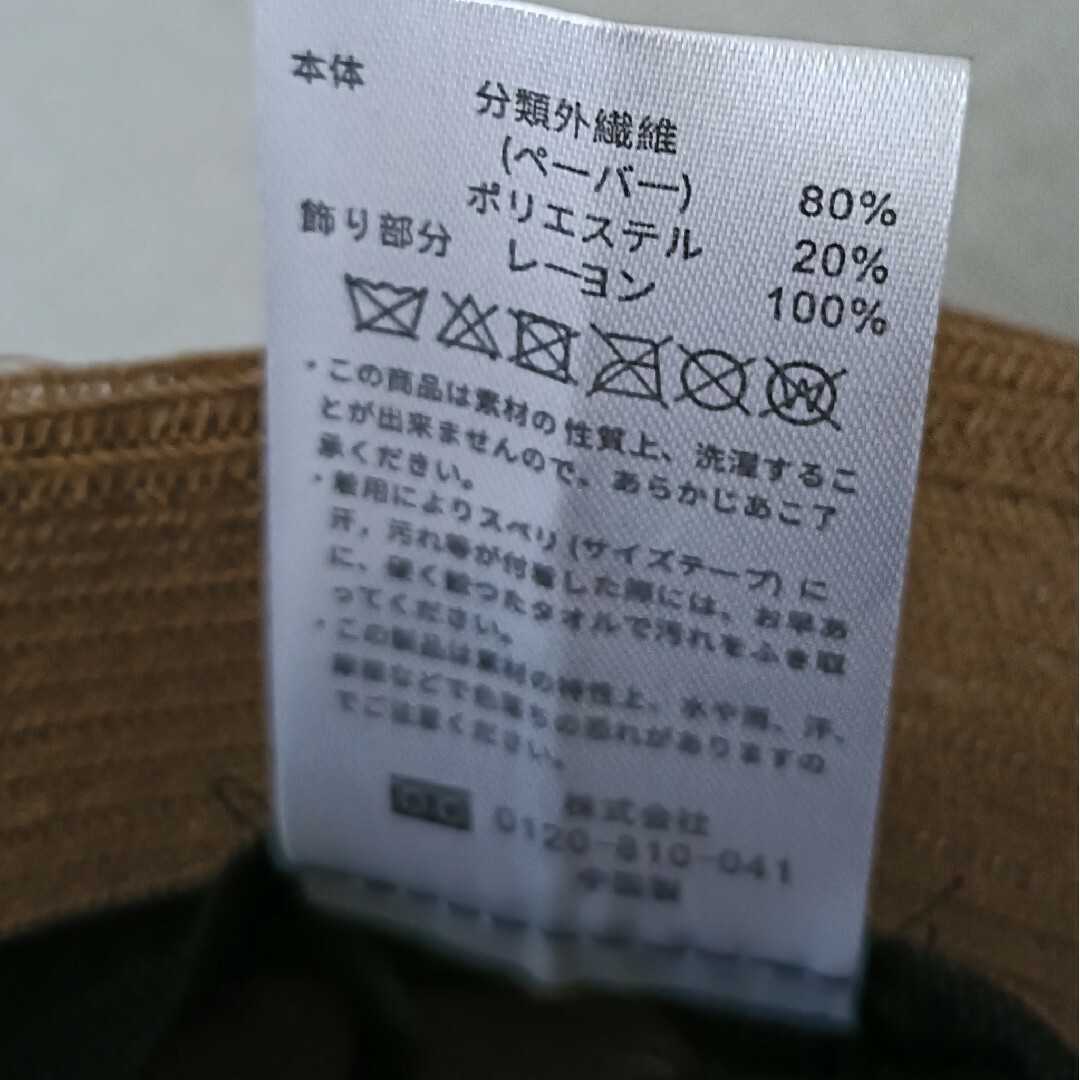 本体
分類外繊維
(ペーパー) 80%
ポリエステル 20%
飾り部分 レーヨン 100%
・この商品は素材の性質上、洗濯するこ
とが出来ませんので、あらかじあご了
承ください。
・着用によりスベリ(サイズテープ)に
汗，汚れ等が付着した際には、お早め
に、硬く絞ったタオルで汚れをふき取
ってください。
・この製品は素材の特性上、水や雨、汗、
摩擦などで色落ちの恐れがありますの
でご注意ください。
株式会社
0120-810-041
中国製